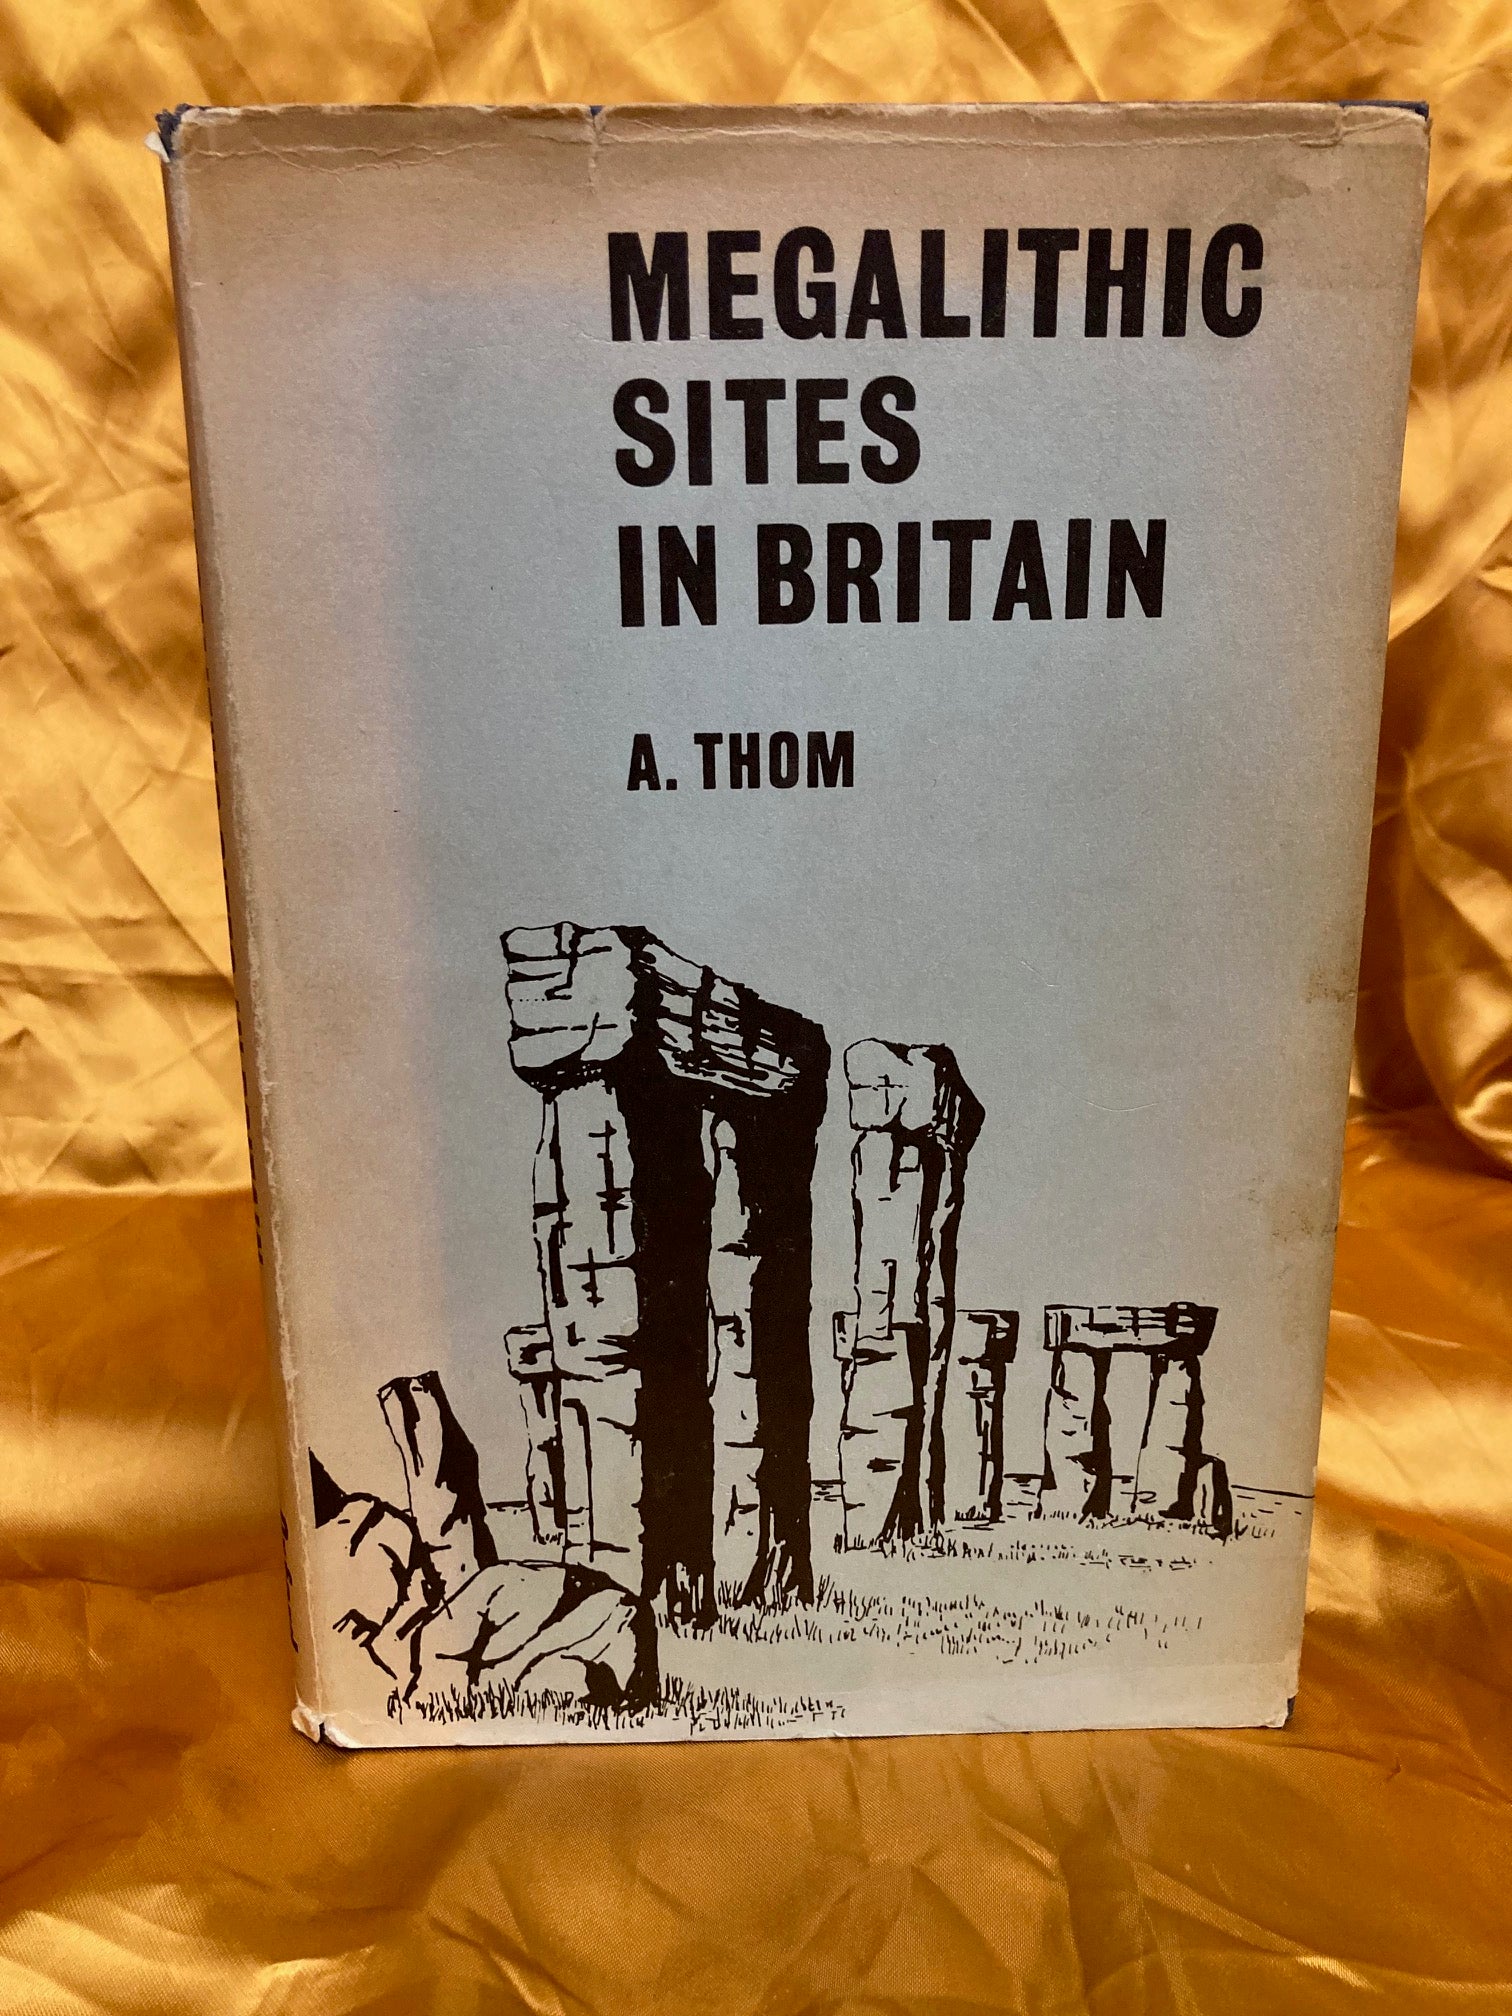 MEGALITHIC
SITES
IN BRITAIN
A. THOM